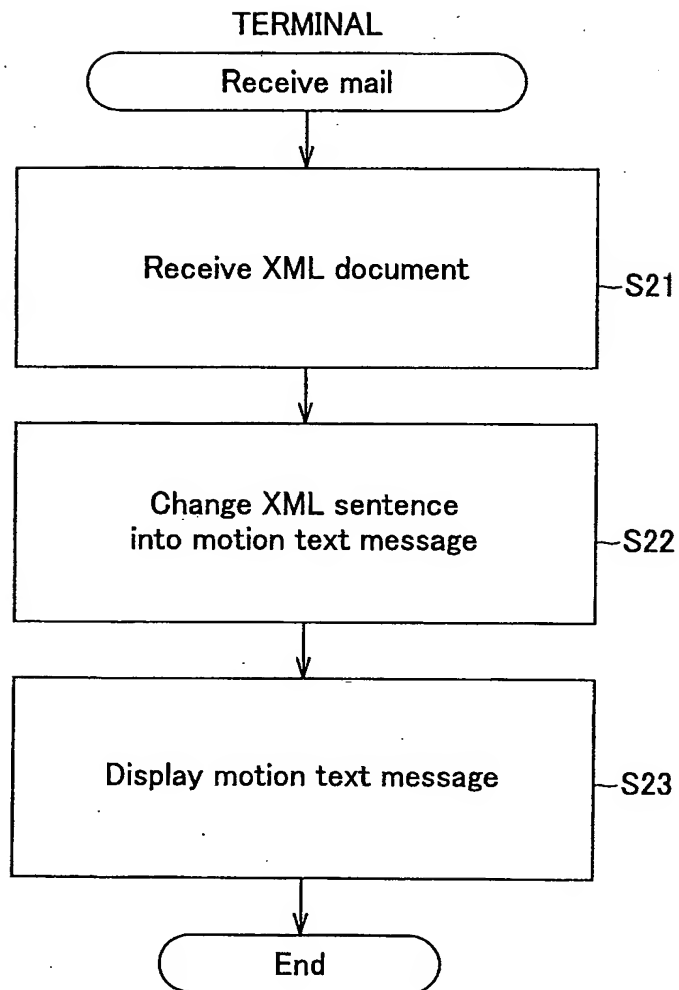 TERMINAL
Receive mail
Receive XML document
S21
Change XML sentence
into motion text message
S22
Display motion text message
S23
End